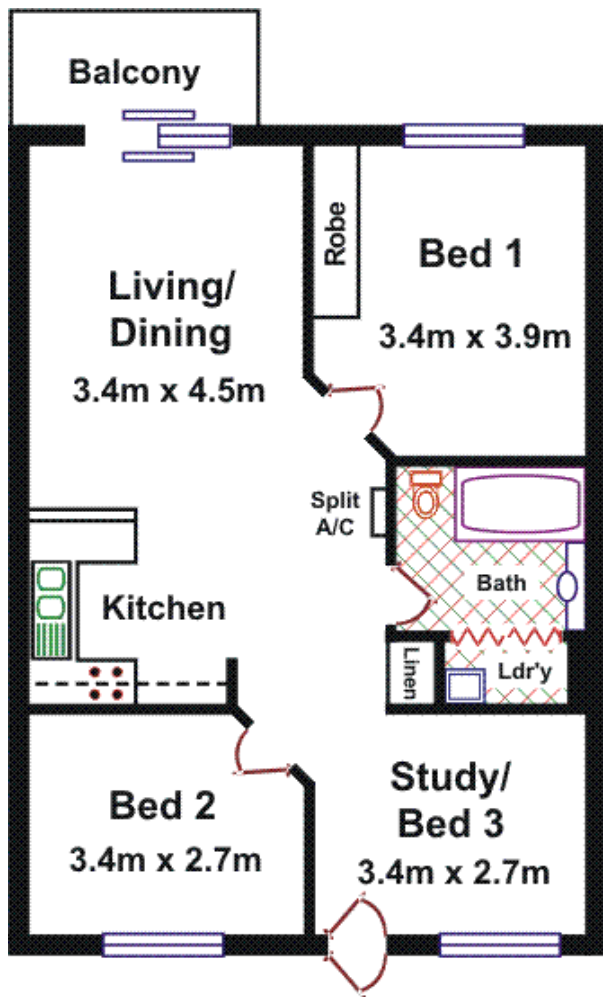 Balcony
Robe
Bed 1
3.4m x 3.9m
Living/
Dining
3.4m x 4.5m
Split
A/C
Bath
Kitchen
Linen
Ldr'y
Bed 2
3.4m x 2.7m
Study/
Bed 3
3.4m x 2.7m